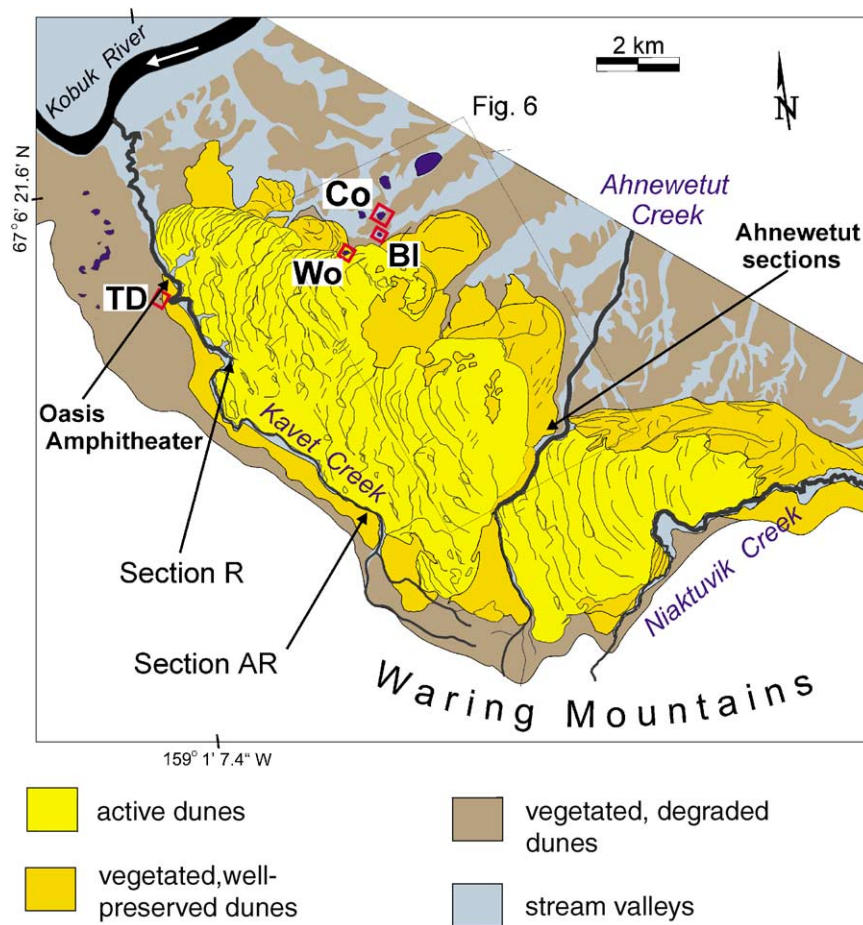 Kobuk River
2 km
N
Fig. 6
67° 6' 21.6' N
Co
Ahnewetut
Creek
Bl
Wo
Ahnewetut
sections
TD
Oasis
Amphitheater
Kavet Creek
Section R
Niaktuvik Creek
Section AR
Waring Mountains
159° 1' 7.4“ W
active dunes
vegetated, degraded
dunes
vegetated,well-
preserved dunes
stream valleys